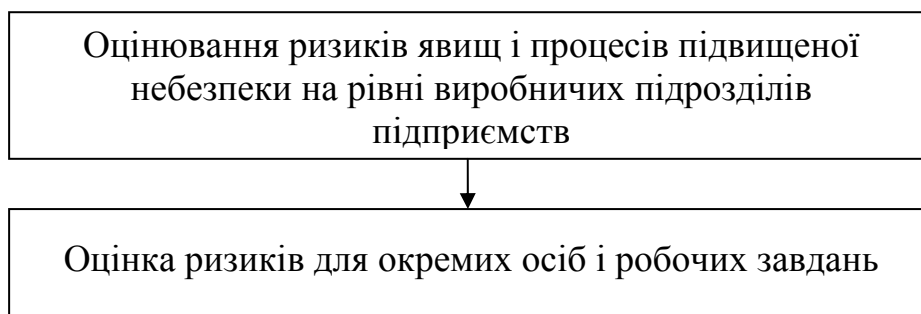 Оцінювання ризиків явищ і процесів підвищеної
небезпеки на рівні виробничих підрозділів
підприємств
Оцінка ризиків для окремих осіб і робочих завдань